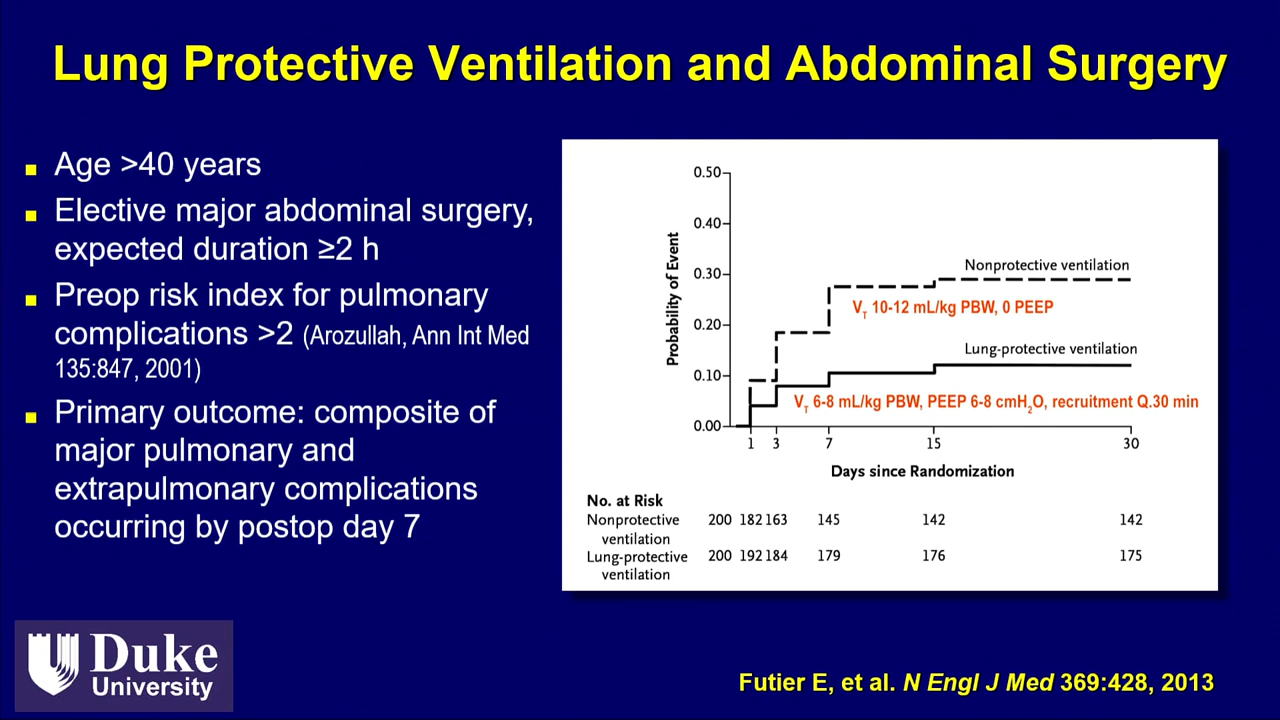 Lung Protective Ventilation and Abdominal Surgery
Age >40 years
Elective major abdominal surgery,
expected duration ≥2 h
Preop risk index for pulmonary
complications >2 (Arozullah, Ann Int Med
135:847, 2001)
Primary outcome: composite of
major pulmonary and
extrapulmonary complications
occurring by postop day 7
Probability of Event
0.50
0.40
0.30
0.20
0.10
0.00
Nonprotective ventilation
V_T 10-12 mL/kg PBW, 0 PEEP
Lung-protective ventilation
V_T 6-8 mL/kg PBW, PEEP 6-8 cmH₂O, recruitment Q.30 min
1 3 7 15 30
Days since Randomization
No. at Risk
Nonprotective 200 182 163 145 142 142
ventilation
Lung-protective 200 192 184 179 176 175
ventilation
Duke
University
Futier E, et al. N Engl J Med 369:428, 2013